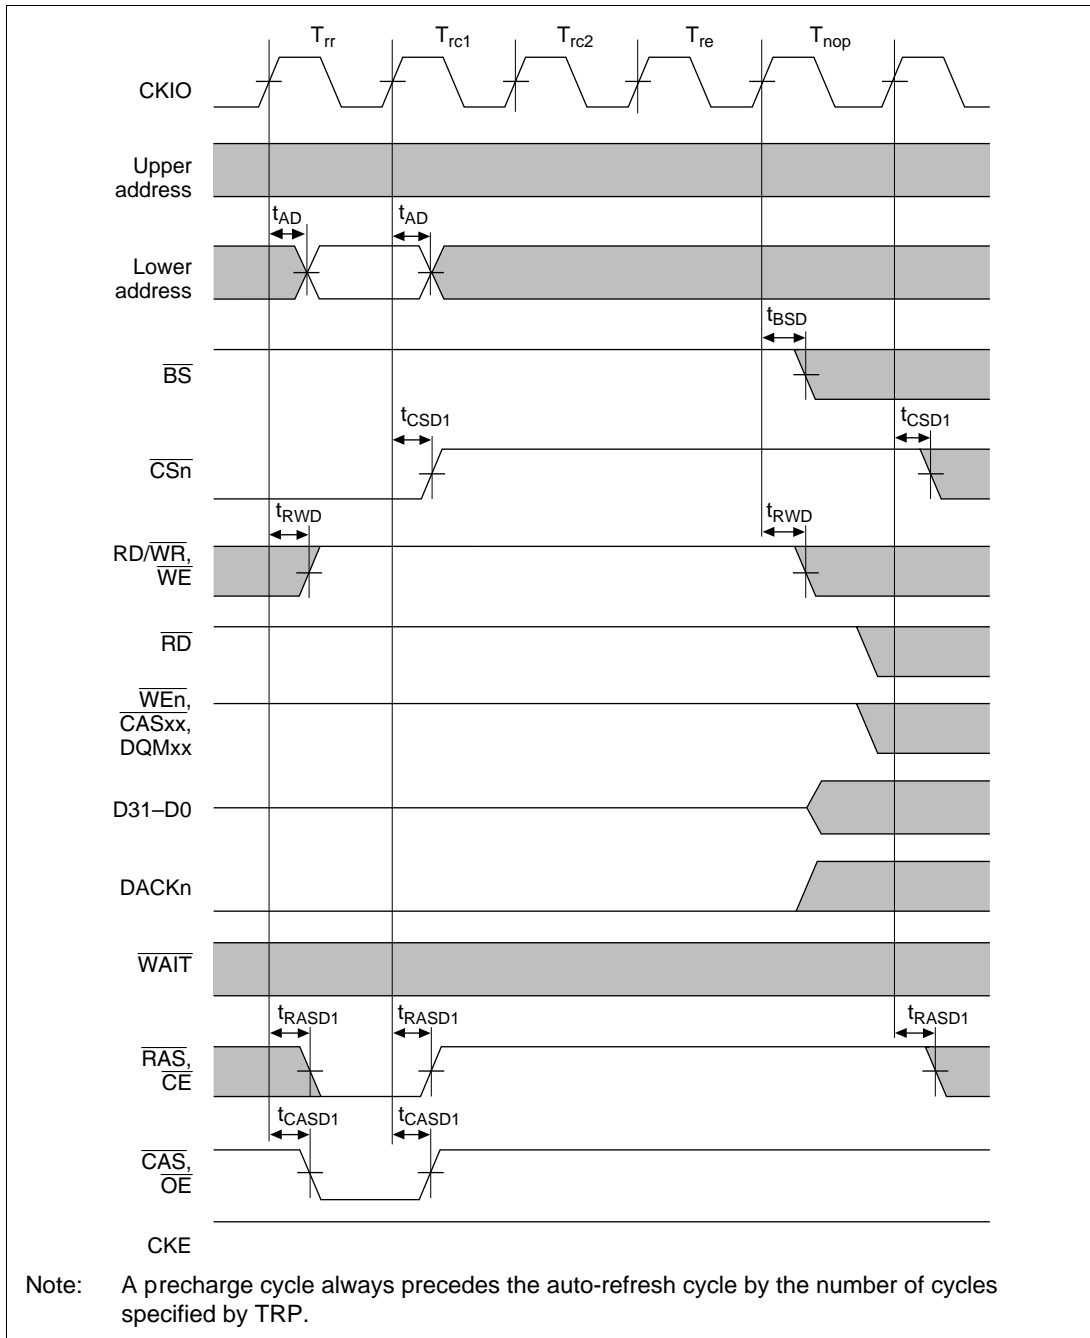 Trr Trc1 Trc2 Tre Tnop
CKIO
Upper
address
tAD tAD
Lower
address
tBSD
BS
tCSD1 tCSD1
CSn
tRWD tRWD
RD/WR,
WE
RD
WEn,
CASxx,
DQMxx
D31–D0
DACKn
WAIT
tRASD1 tRASD1 tRASD1
RAS,
CE
tCASD1 tCASD1
CAS,
OE
CKE
Note: A precharge cycle always precedes the auto-refresh cycle by the number of cycles
specified by TRP.